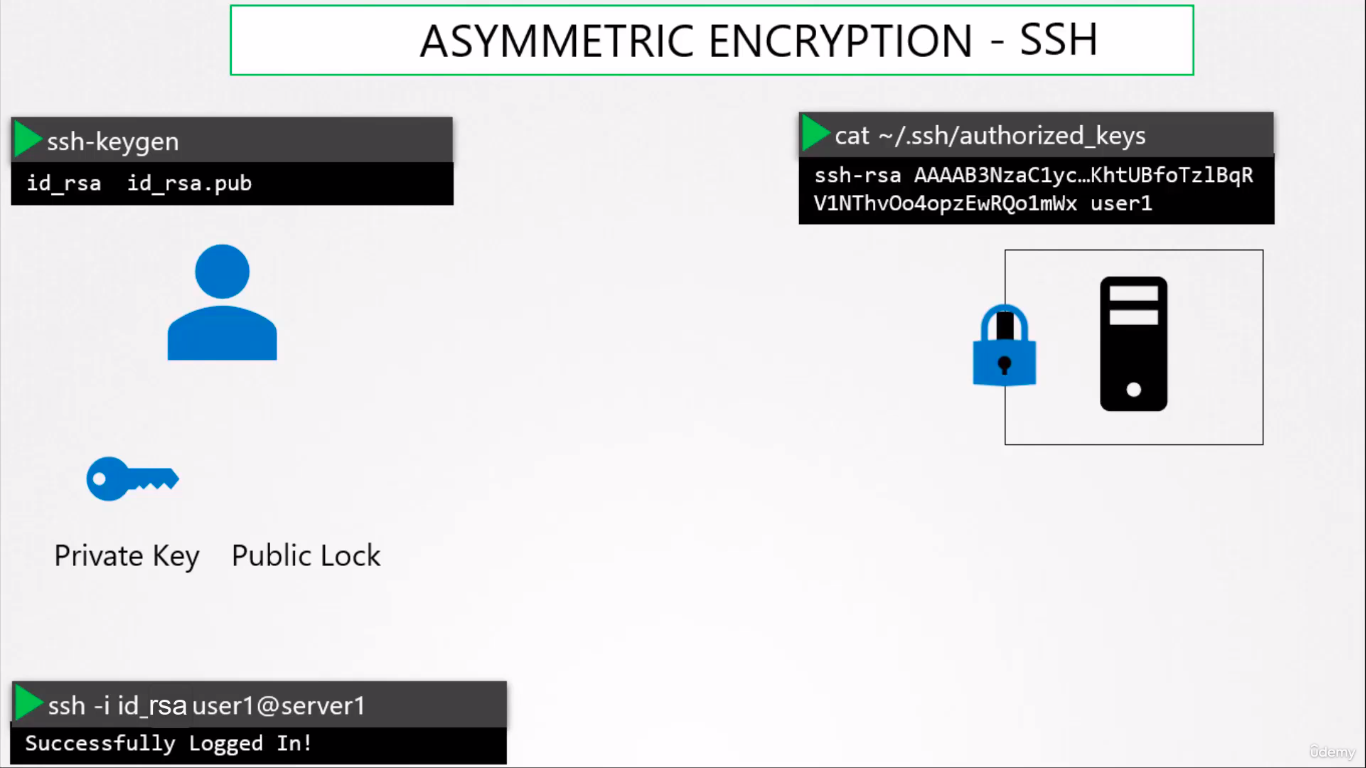 ASYMMETRIC ENCRYPTION - SSH
ssh-keygen
id_rsa id_rsa.pub
cat ~/.ssh/authorized_keys
ssh-rsa AAAAB3NzaC1yc…KhtUBfoTzlBqR
V1NThvOo4opzEwRQo1mWx user1
Private Key Public Lock
ssh -i id_rsa user1@server1
Successfully Logged In!
ûdemy